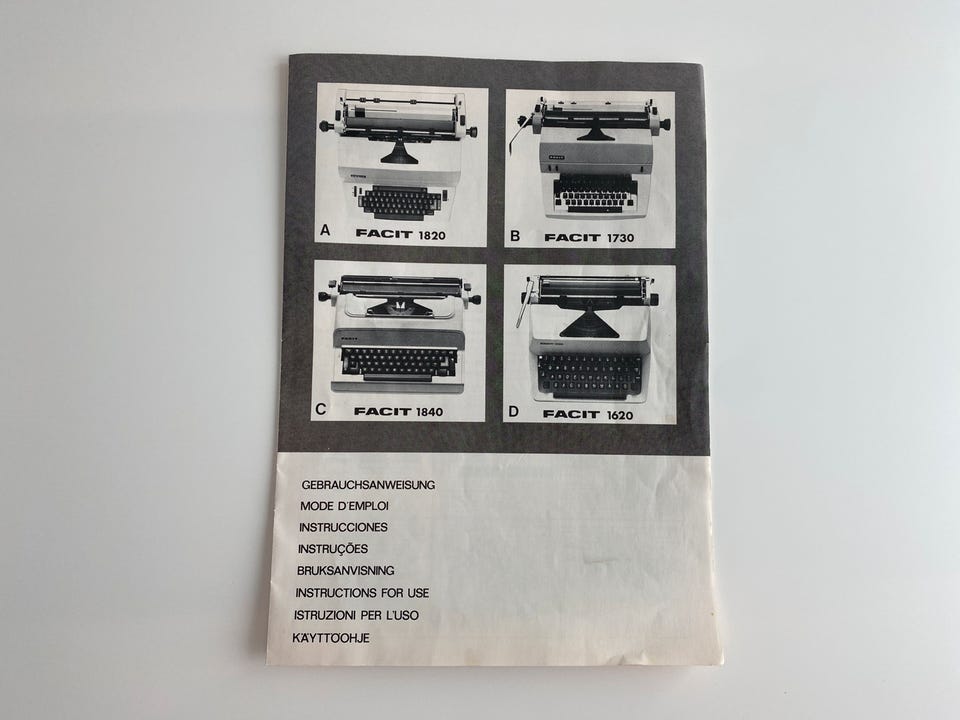 A FACIT 1820
B FACIT 1730
C FACIT 1840
D FACIT 1620
GEBRAUCHSANWEISUNG
MODE D'EMPLOI
INSTRUCCIONES
INSTRUÇÕES
BRUKSANVISNING
INSTRUCTIONS FOR USE
ISTRUZIONI PER L'USO
KÄYTTÖOHJE